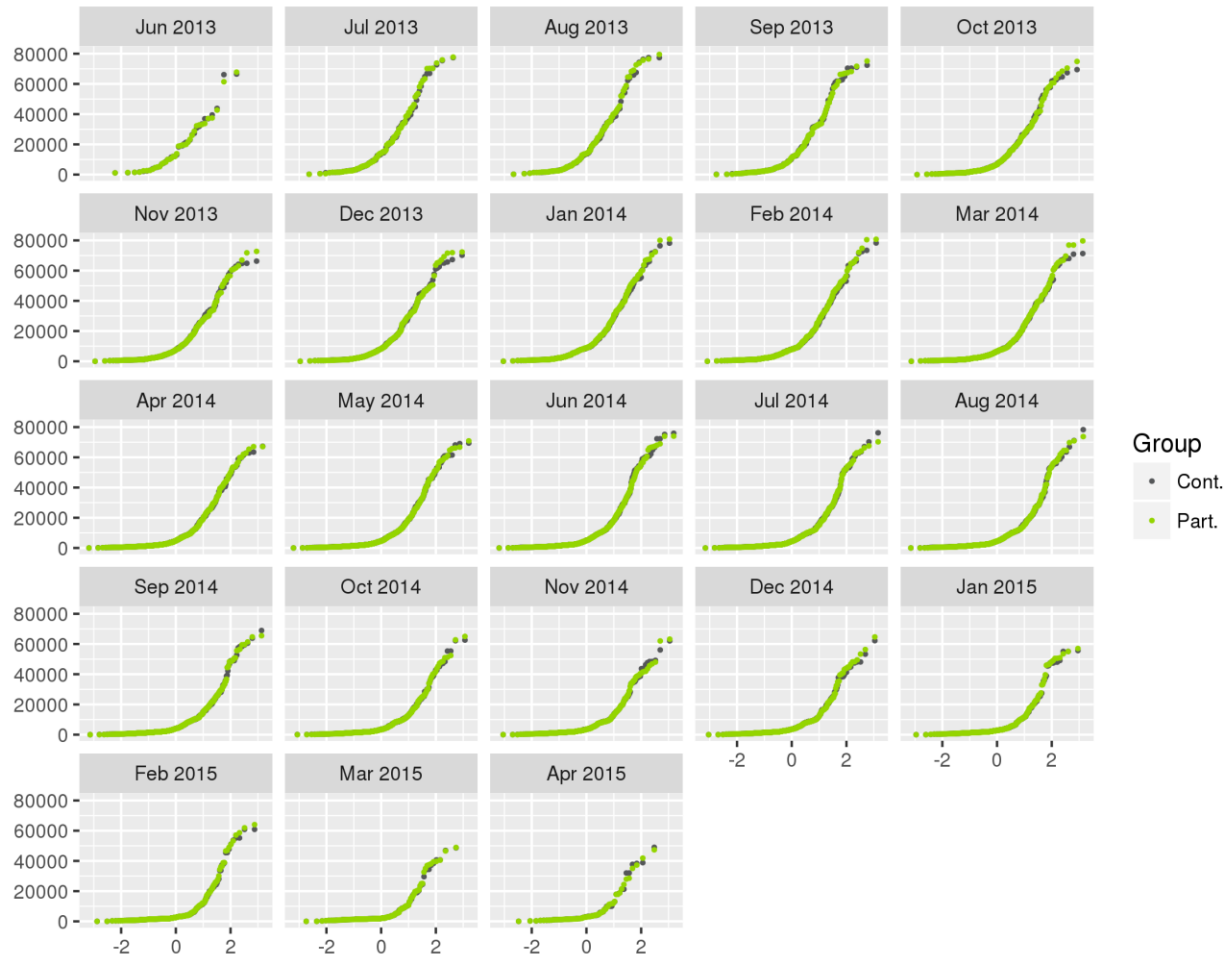 Jun 2013 Jul 2013 Aug 2013 Sep 2013 Oct 2013
80000
60000
40000
20000
0
Nov 2013 Dec 2013 Jan 2014 Feb 2014 Mar 2014
80000
60000
40000
20000
0
Apr 2014 May 2014 Jun 2014 Jul 2014 Aug 2014
80000
60000
40000
20000
0
Group
Cont.
Part.
Sep 2014 Oct 2014 Nov 2014 Dec 2014 Jan 2015
80000
60000
40000
20000
0
-2 0 2 -2 0 2
Feb 2015 Mar 2015 Apr 2015
80000
60000
40000
20000
0
-2 0 2 -2 0 2 -2 0 2